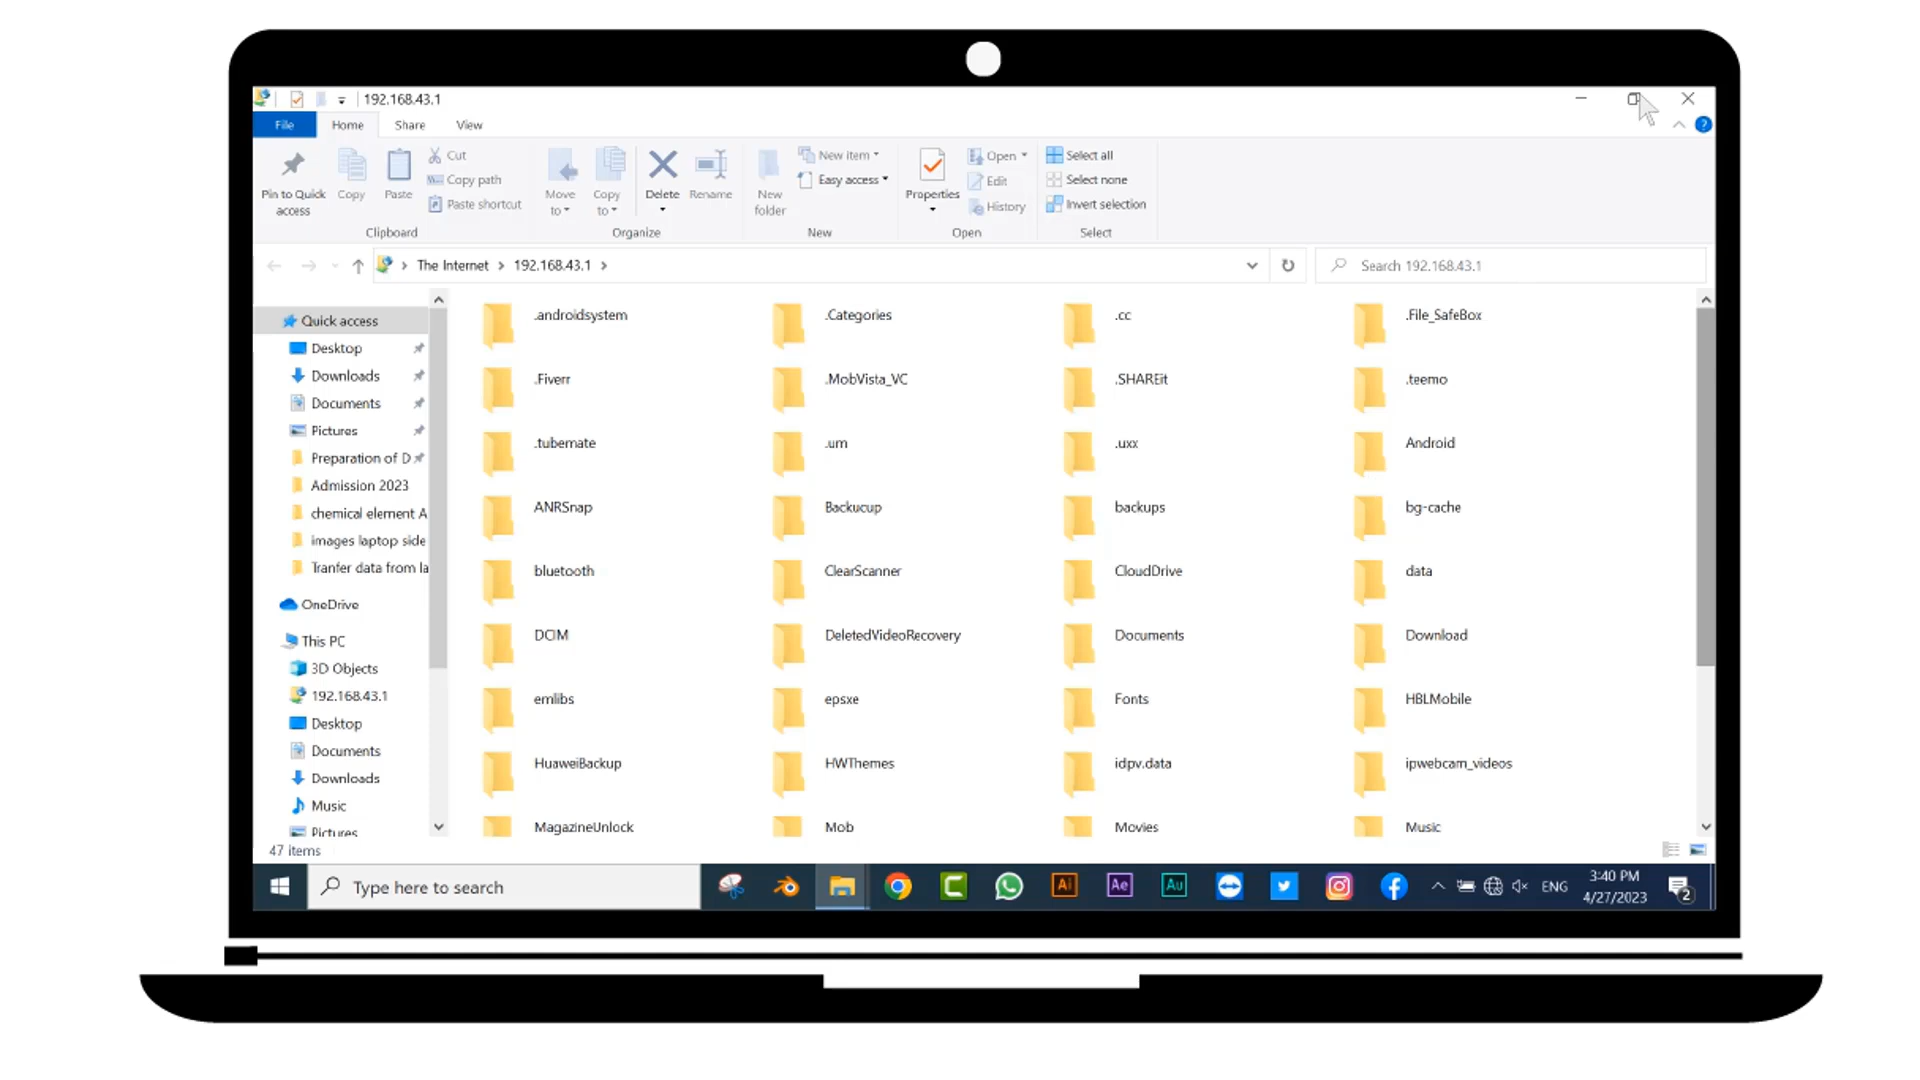 192.168.43.1
File Home Share View
Pin to Quick access
Copy
Paste
Cut
Copy path
Paste shortcut
Clipboard
Move to
Copy to
Delete
Rename
Organize
New folder
New item
Easy access
New
Properties
Open
Edit
History
Open
Select all
Select none
Invert selection
Select
The Internet > 192.168.43.1 >
Search 192.168.43.1
Quick access
Desktop
Downloads
Documents
Pictures
Preparation of D
Admission 2023
chemical element A
images laptop side
Tranfer data from la
OneDrive
This PC
3D Objects
192.168.43.1
Desktop
Documents
Downloads
Music
Pictures
.androidsystem .Categories .cc .File_SafeBox
.Fiverr .MobVista_VC .SHAREit .teemo
.tubemate .um .uxx Android
ANRSnap Backucup backups bg-cache
bluetooth ClearScanner CloudDrive data
DCIM DeletedVideoRecovery Documents Download
emlibs epsxe Fonts HBLMobile
HuaweiBackup HWThemes idpv.data ipwebcam_videos
MagazineUnlock Mob Movies Music
47 items
Type here to search
Ai
Ae
Au
ENG
3:40 PM
4/27/2023
2